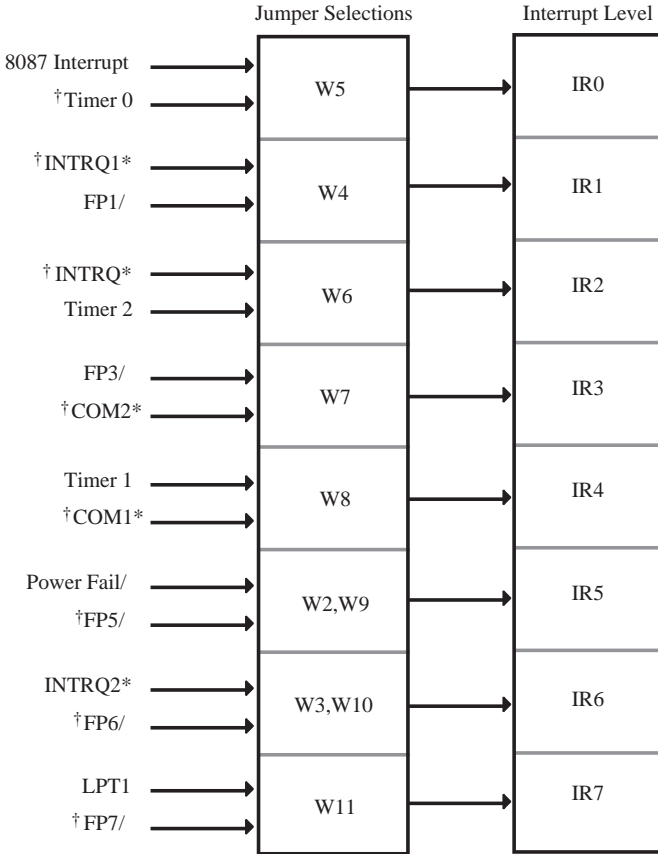 Jumper Selections Interrupt Level
8087 Interrupt
†Timer 0
W5
IR0
†INTRQ1*
FP1/
W4
IR1
†INTRQ*
Timer 2
W6
IR2
FP3/
†COM2*
W7
IR3
Timer 1
†COM1*
W8
IR4
Power Fail/
†FP5/
W2,W9
IR5
INTRQ2*
†FP6/
W3,W10
IR6
LPT1
†FP7/
W11
IR7